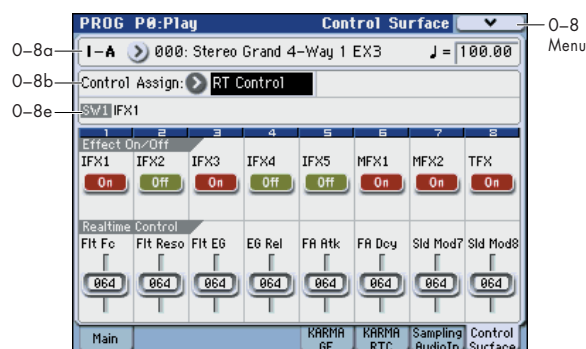 PROG P0:Play Control Surface
0–8 Menu
0–8a
I–A 000: Stereo Grand 4–Way 1 EX3 ♩= 100.00
0–8b
Control Assign: RT Control
0–8e
SW1 IFX1
1 2 3 4 5 6 7 8
Effect On/Off
IFX1 IFX2 IFX3 IFX4 IFX5 MFX1 MFX2 TFX
On Off On Off Off On On On
Realtime Control
Flt Fc Flt Reso Flt EG EG Rel FA Atk FA Dcy Sld Mod7 Sld Mod8
064 064 064 064 064 064 064 064
Main KARMA GE KARMA RTC Sampling AudioIn Control Surface